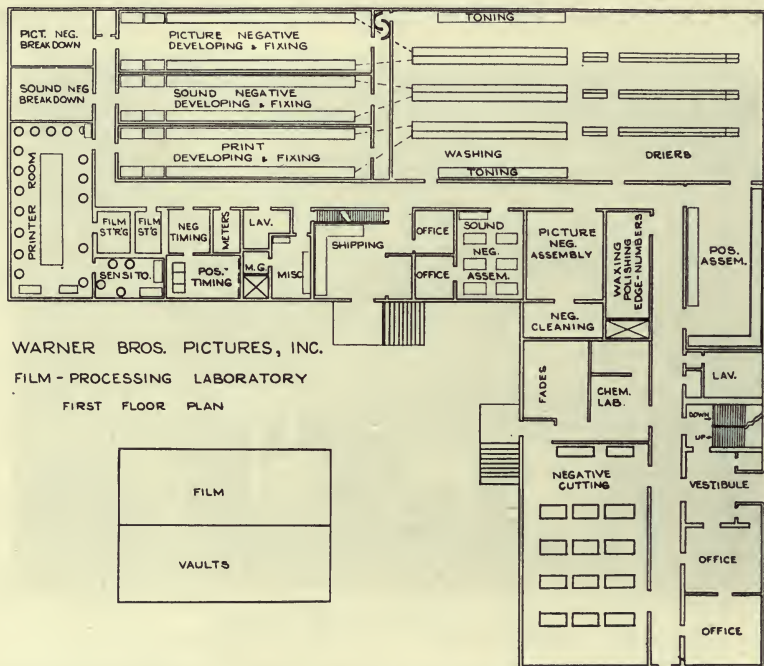 TONING
PICT. NEG.
BREAKDOWN
PICTURE NEGATIVE
DEVELOPING & FIXING
SOUND NEG
BREAKDOWN
SOUND NEGATIVE
DEVELOPING & FIXING
PRINT
DEVELOPING & FIXING
WASHING
DRIERS
TONING
PRINTER ROOM
FILM
ST'R'G
FILM
ST'G
NEG
TIMING
METERS
LAV.
SHIPPING
OFFICE
SOUND
NEG.
ASSEM.
PICTURE
NEG.
ASSEMBLY
WAXING
POLISHING
EDGE-NUMBERS
POS.
ASSEM.
SENSITO.
POS.-
TIMING
M.G.
MISC.
OFFICE
NEG.
CLEANING
WARNER BROS. PICTURES, INC.
FILM-PROCESSING LABORATORY
FIRST FLOOR PLAN
FADES
CHEM.
LAB.
LAV.
DOWN
UP
NEGATIVE
CUTTING
VESTIBULE
FILM
VAULTS
OFFICE
OFFICE